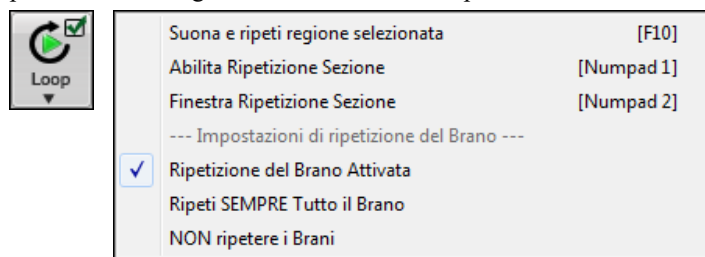 Loop
Suona e ripeti regione selezionata [F10]
Abilita Ripetizione Sezione [Numpad 1]
Finestra Ripetizione Sezione [Numpad 2]
--- Impostazioni di ripetizione del Brano ---
Ripetizione del Brano Attivata
Ripeti SEMPRE Tutto il Brano
NON ripetere i Brani